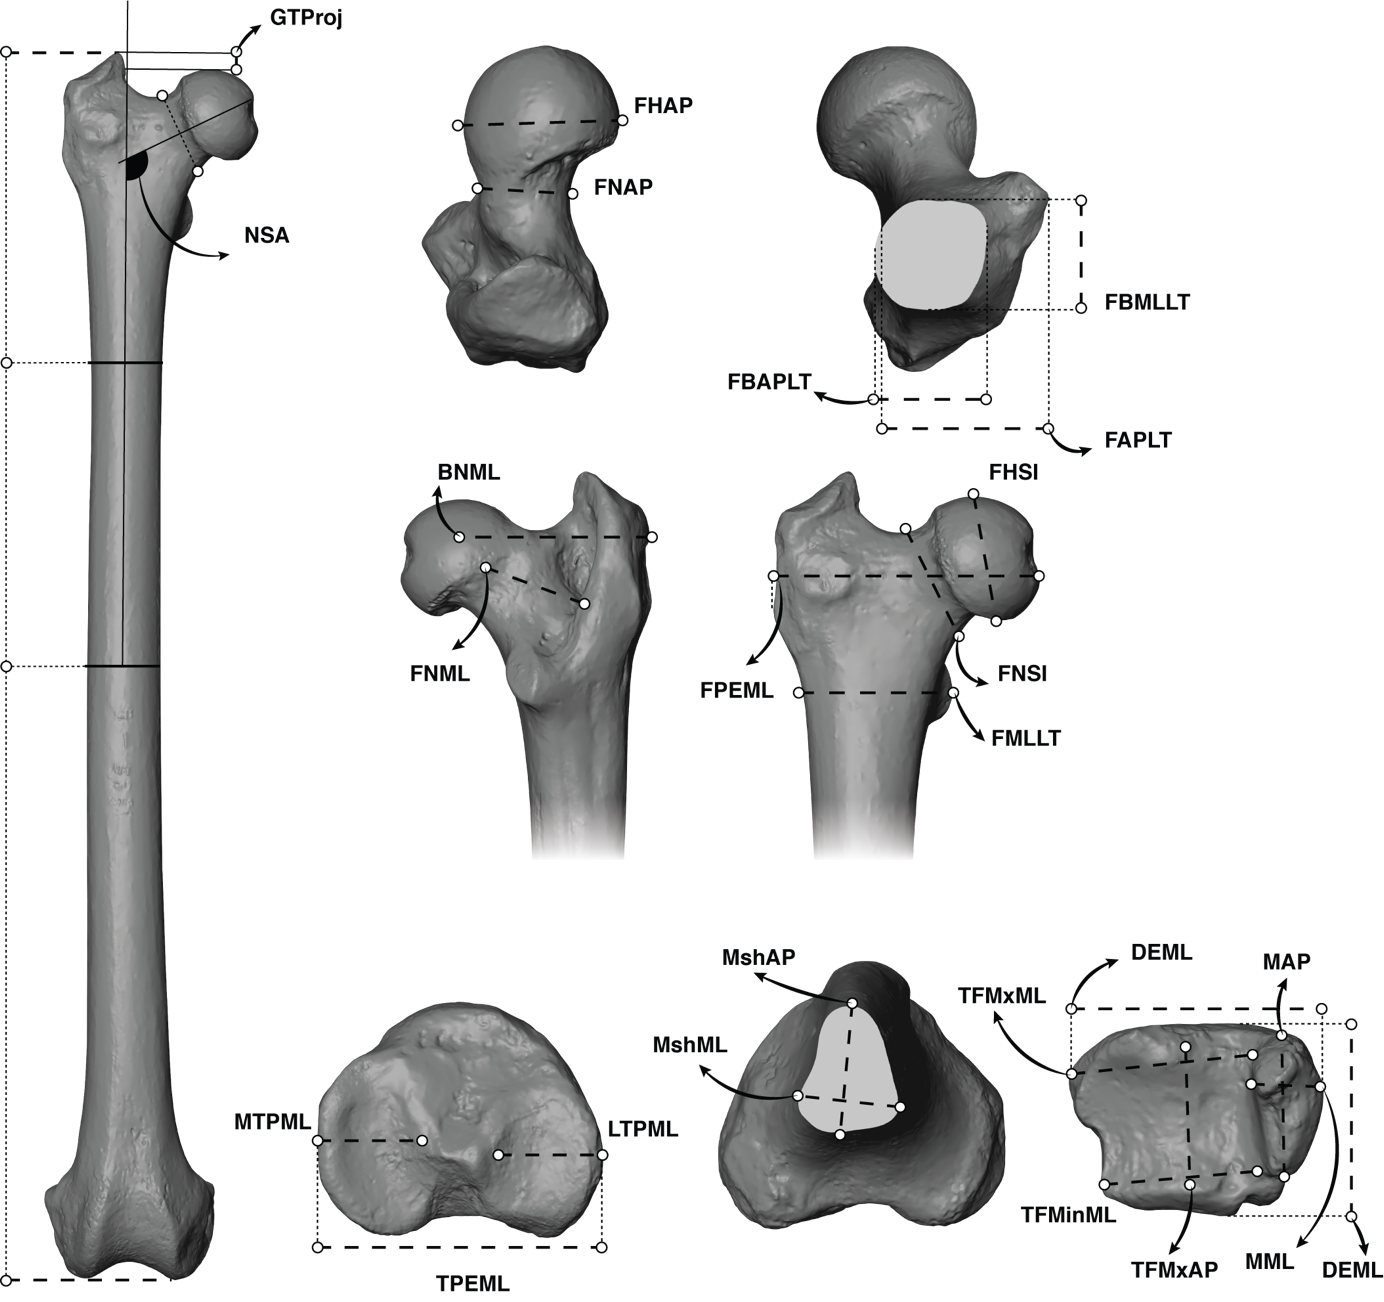 GTProj
FHAP
FNAP
NSA
FBMLLT
FBAPLT
FAPLT
BNML
FHSI
FNML
FNSI
FPEML
FMLLT
MshAP
DEML
MAP
TFMxML
MshML
MTPML
LTPML
TFMinML
TPEML
TFMxAP
MML
DEML